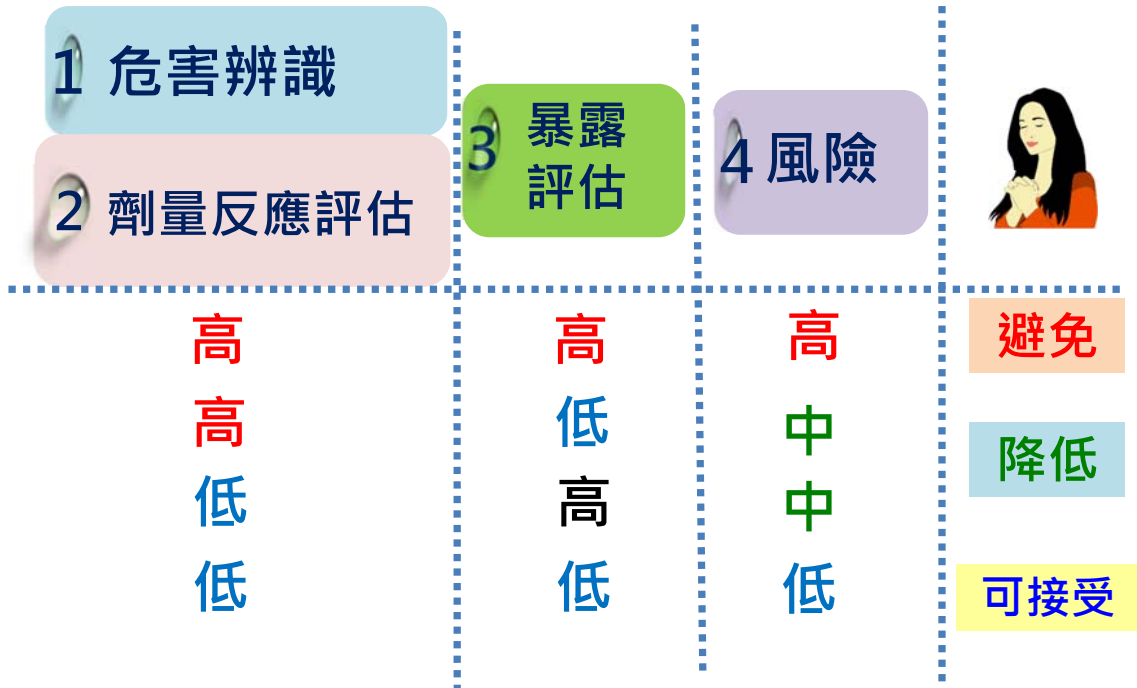 1 危害辨識
2 劑量反應評估
3 暴露
評估
4 風險
高 高 高 避免
高 低 中
降低
低 高 中
低 低 低 可接受